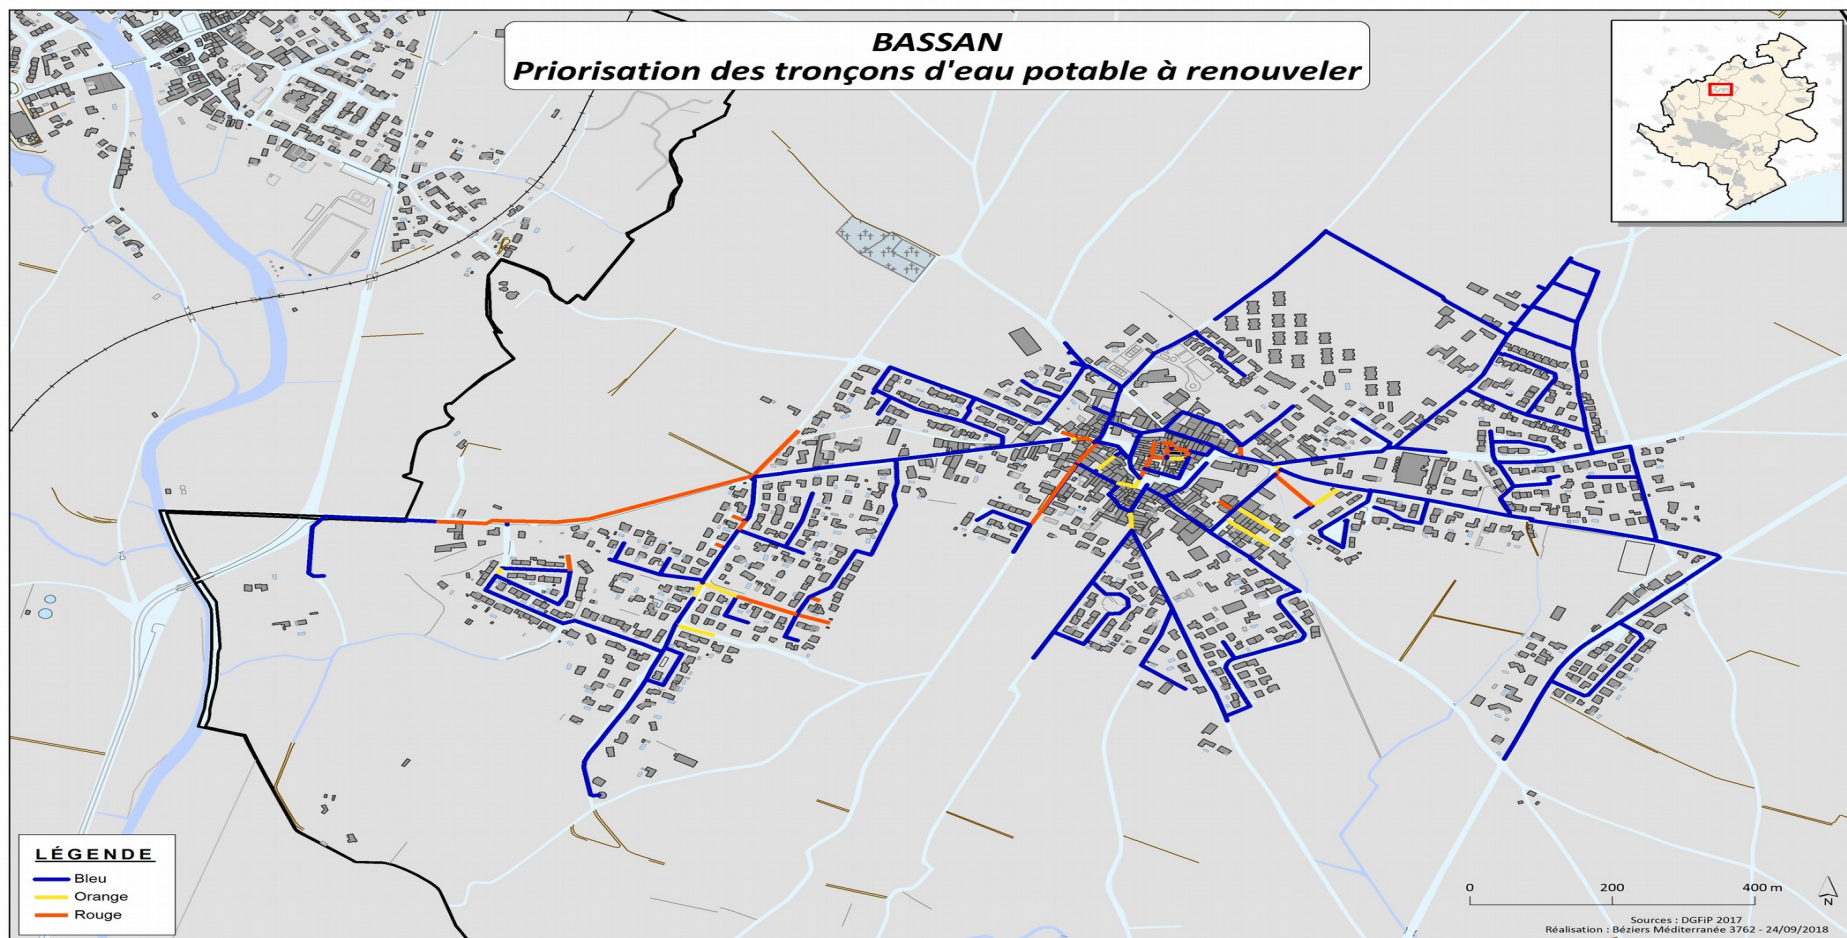 BASSAN
Priorisation des tronçons d'eau potable à renouveler
LÉGENDE
Bleu
Orange
Rouge
0 200 400 m
N
Sources : DGFiP 2017
Réalisation : Béziers Méditerranée 3762 - 24/09/2018